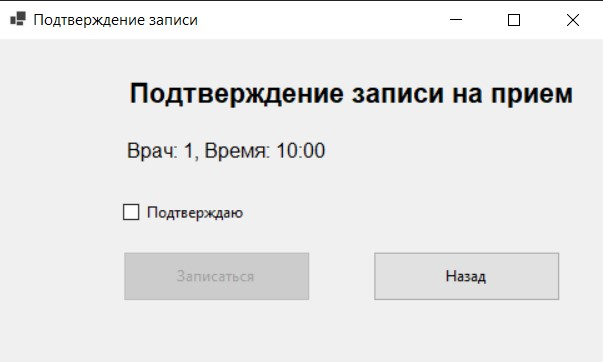 Подтверждение записи
Подтверждение записи на прием
Врач: 1, Время: 10:00
Подтверждаю
Записаться
Назад